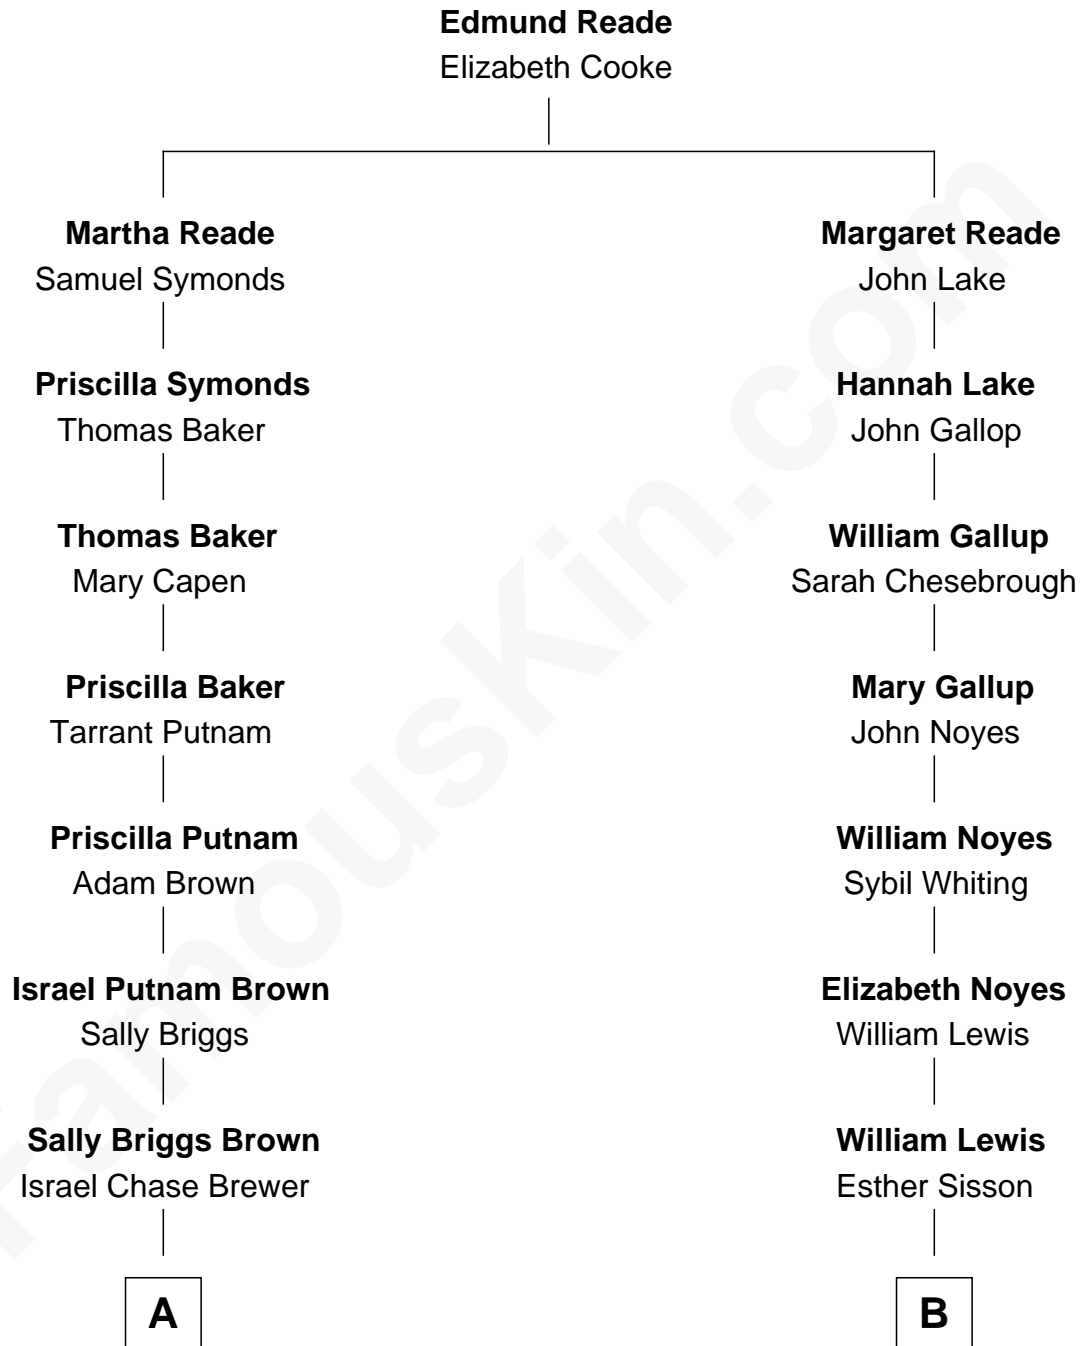 Edmund Reade
Elizabeth Cooke
Martha Reade
Samuel Symonds
Margaret Reade
John Lake
Priscilla Symonds
Thomas Baker
Hannah Lake
John Gallop
Thomas Baker
Mary Capen
William Gallup
Sarah Chesebrough
Priscilla Baker
Tarrant Putnam
Mary Gallup
John Noyes
Priscilla Putnam
Adam Brown
William Noyes
Sybil Whiting
Israel Putnam Brown
Sally Briggs
Elizabeth Noyes
William Lewis
Sally Briggs Brown
Israel Chase Brewer
William Lewis
Esther Sisson
A
B
FamousKin.com